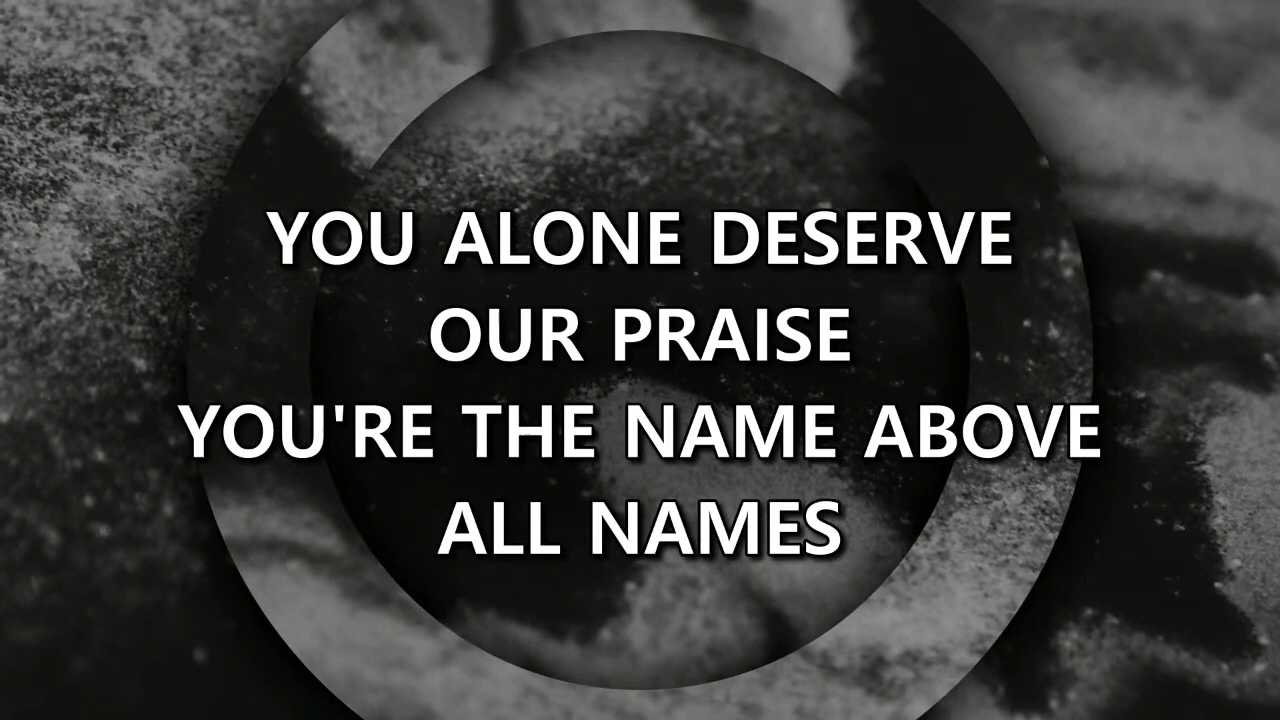 YOU ALONE DESERVE
OUR PRAISE
YOU'RE THE NAME ABOVE
ALL NAMES